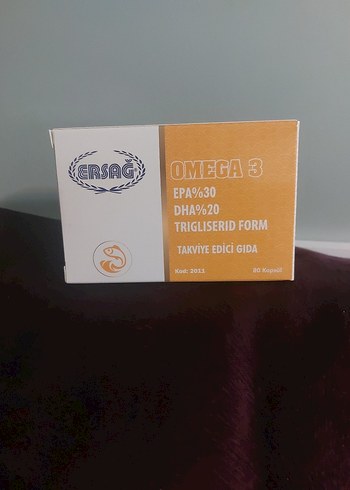 ERSAĞ
OMEGA 3
EPA%30
DHA%20
TRIGLISERID FORM
TAKVİYE EDİCİ GIDA
Kod: 2011
80 Kapsül